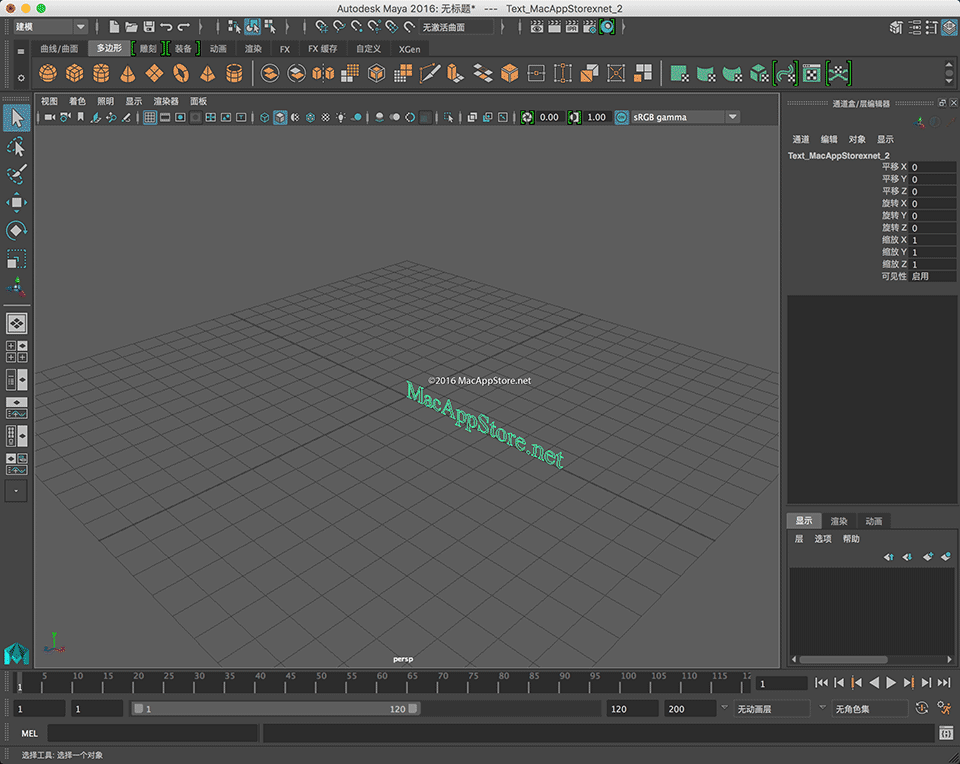 Autodesk Maya 2016: 无标题* --- Text_MacAppStorexnet_2
建模
无激活曲面
曲线/曲面 多边形 雕刻 装备 动画 渲染 FX FX 缓存 自定义 XGen
视图 着色 照明 显示 渲染器 面板
0.00 1.00 sRGB gamma
通道盒/层编辑器
通道 编辑 对象 显示
Text_MacAppStorexnet_2
平移 X 0
平移 Y 0
平移 Z 0
旋转 X 0
旋转 Y 0
旋转 Z 0
缩放 X 1
缩放 Y 1
缩放 Z 1
可见性 启用
©2016 MacAppStore.net
MacAppStore.net
显示 渲染 动画
层 选项 帮助
persp
1 5 10 15 20 25 30 35 40 45 50 55 60 65 70 75 80 85 90 95 100 105 110 115 12
1
1 1 1 120 120 200 无动画层 无角色集
MEL
选择工具: 选择一个对象